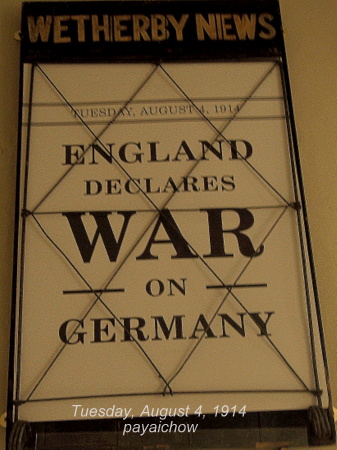 WETHERBY NEWS
TUESDAY, AUGUST 4, 1914
ENGLAND
DECLARES
WAR
ON
GERMANY
Tuesday, August 4, 1914
payaichow